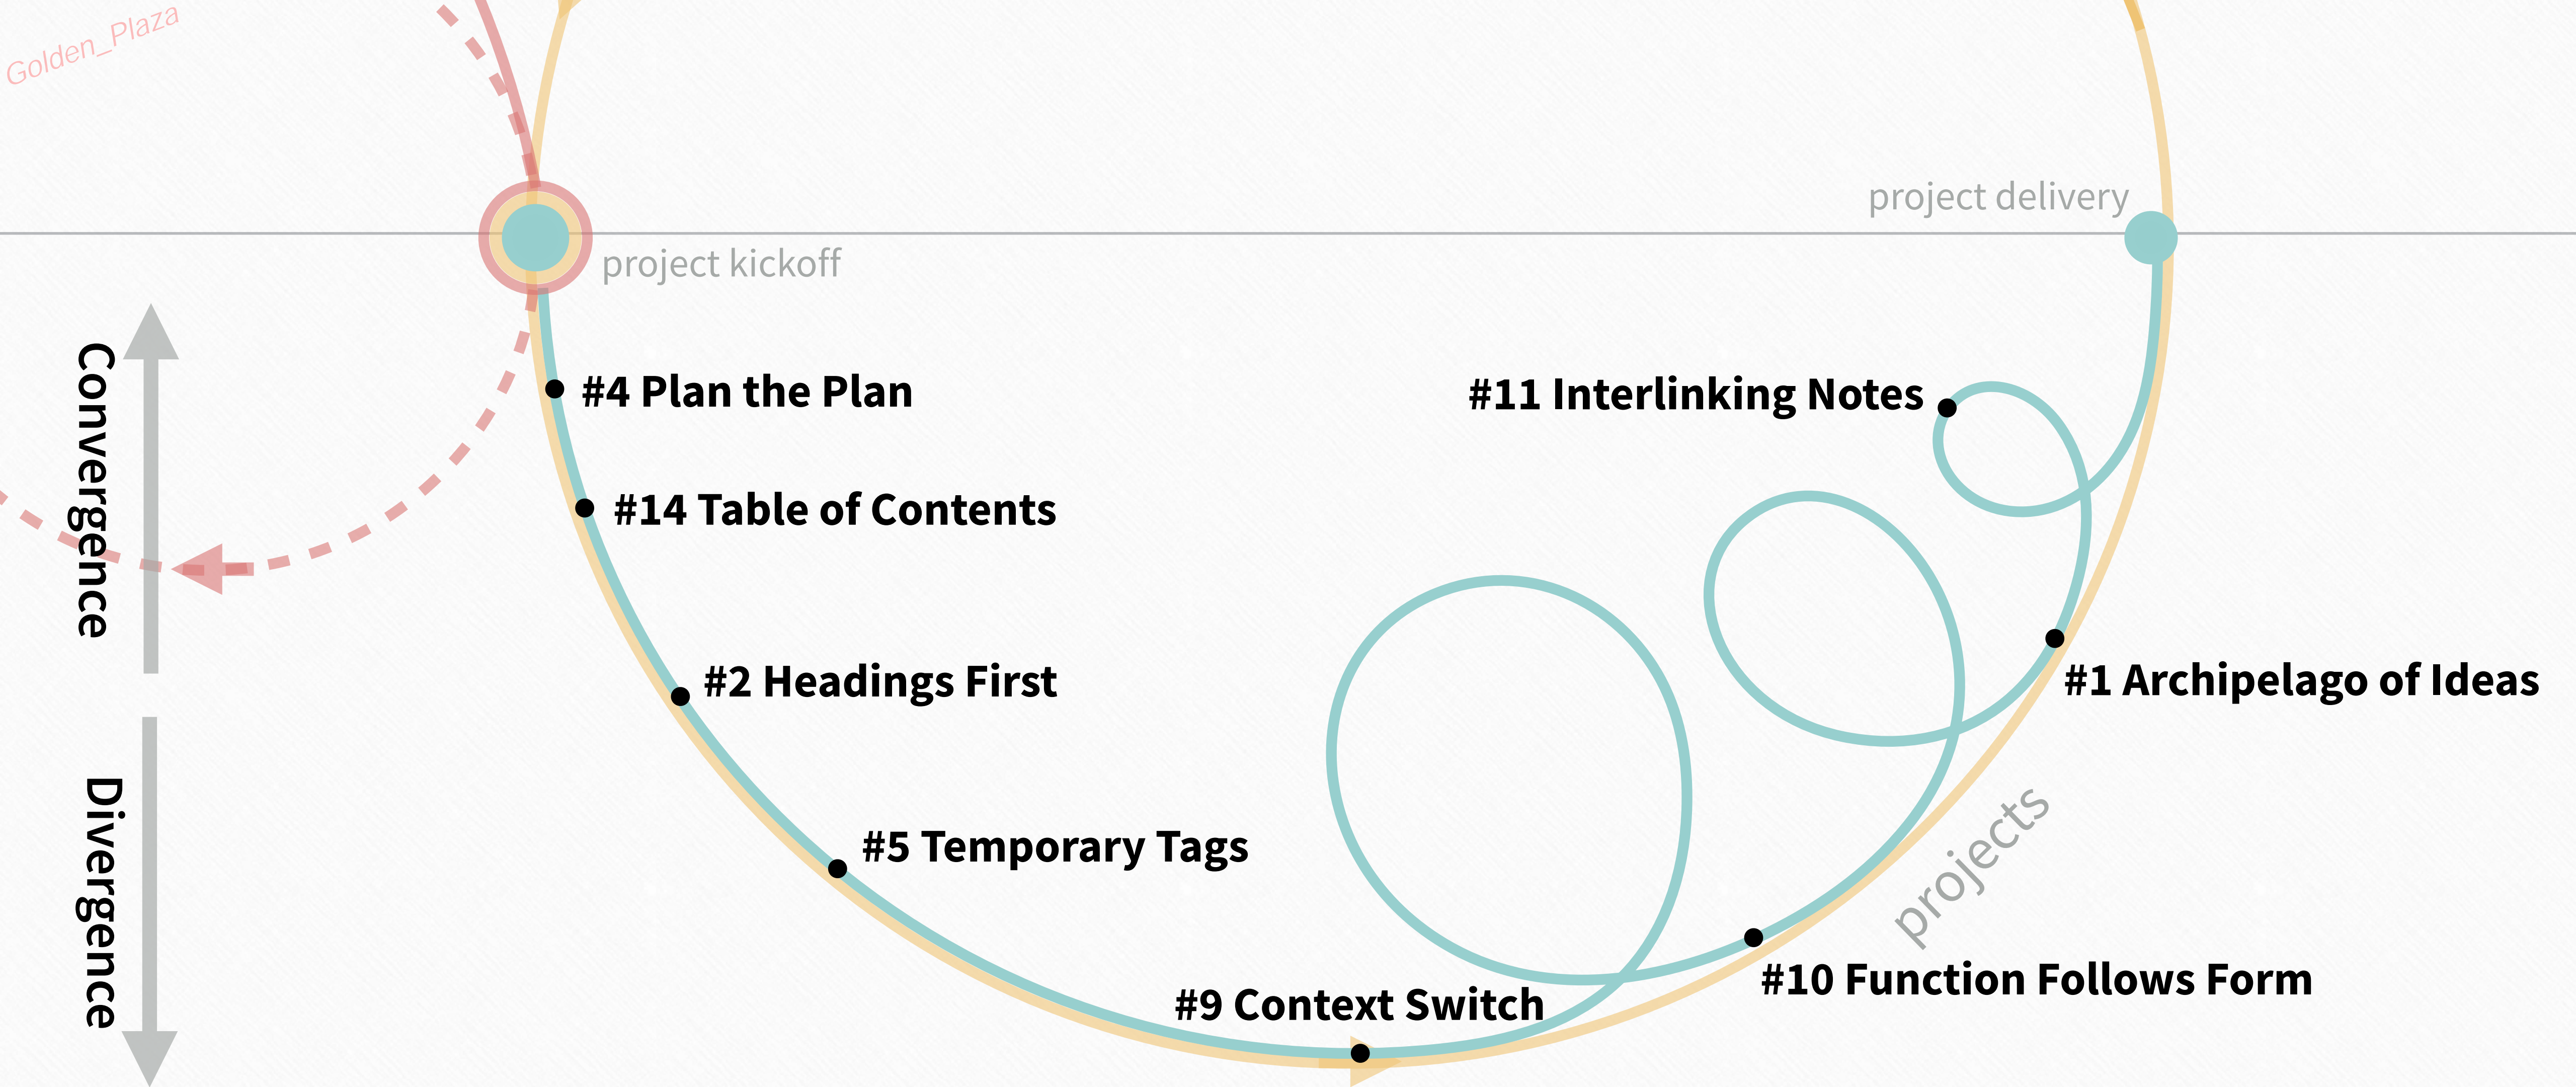 Golden_Plaza
project delivery
project kickoff
Convergence
#4 Plan the Plan
#11 Interlinking Notes
#14 Table of Contents
#2 Headings First
#1 Archipelago of Ideas
Divergence
#5 Temporary Tags
projects
#9 Context Switch
#10 Function Follows Form